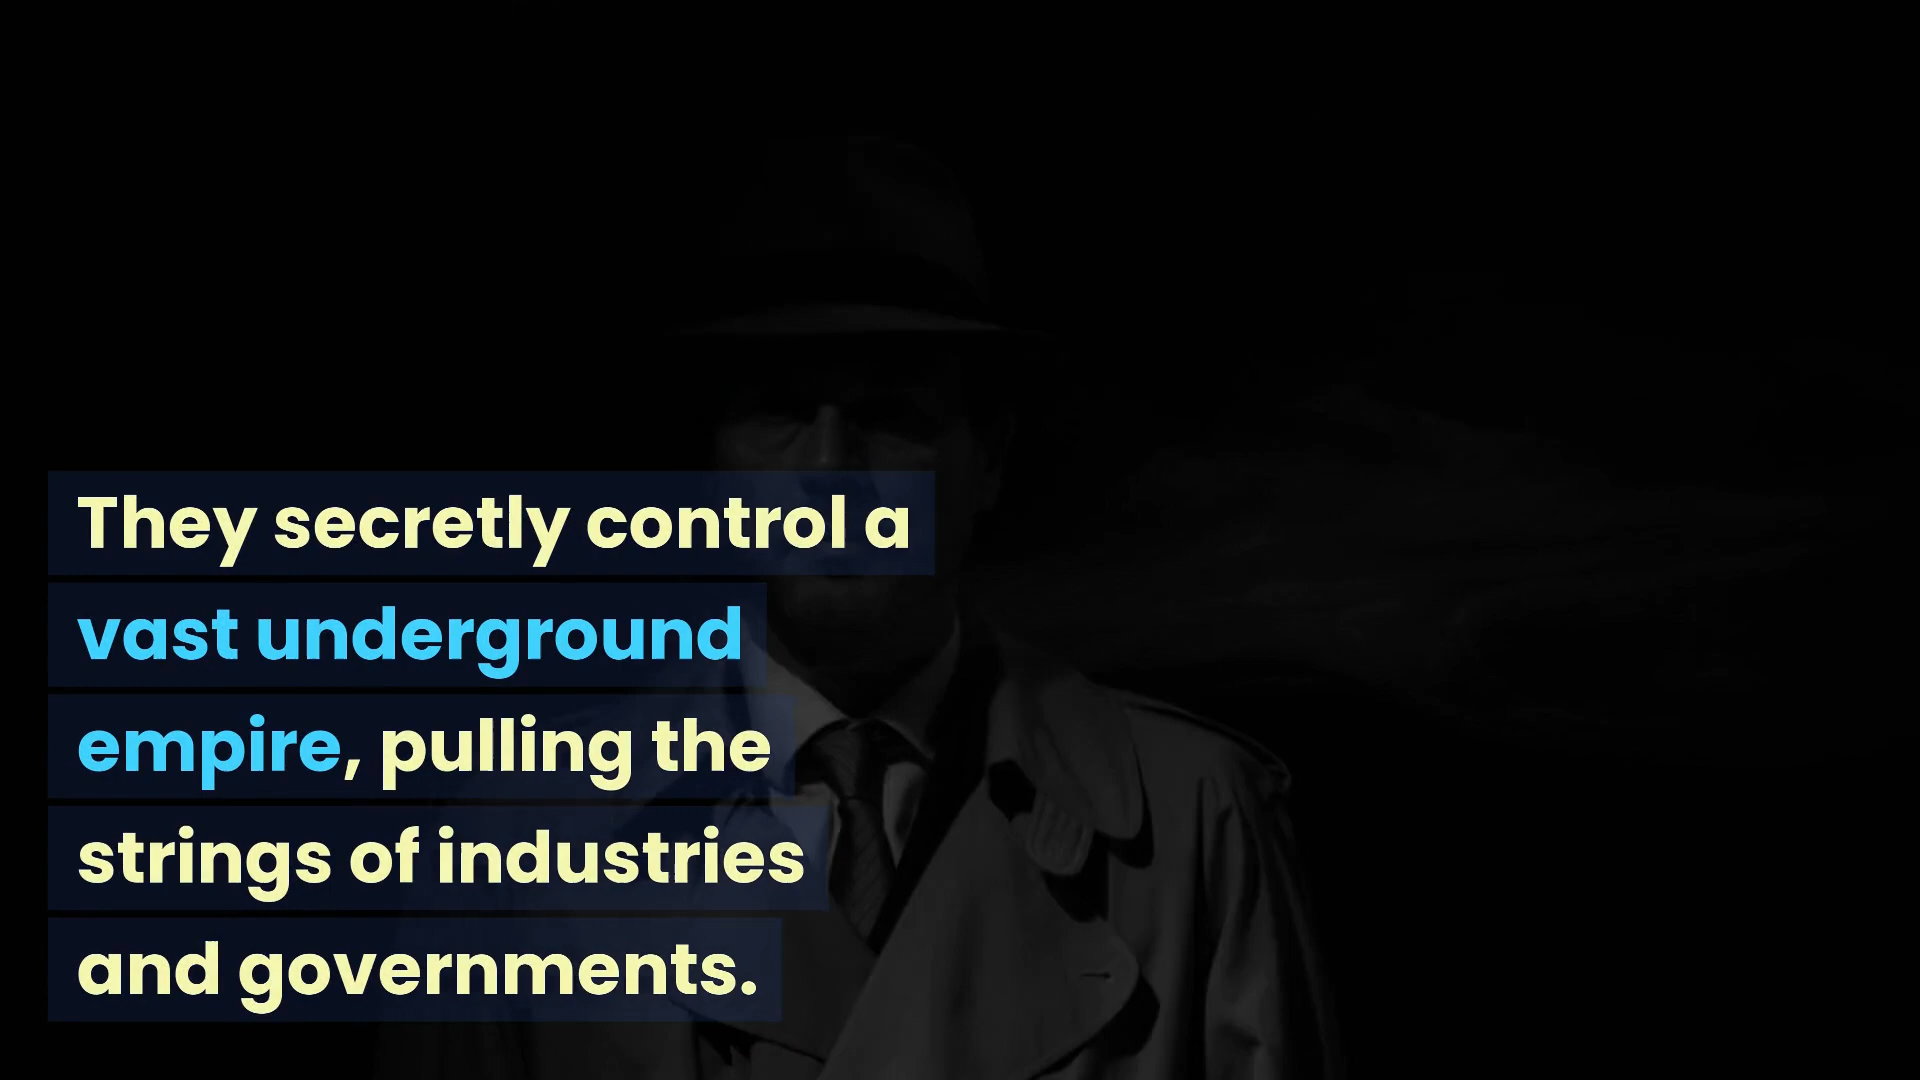 They secretly control a
vast underground
empire, pulling the
strings of industries
and governments.